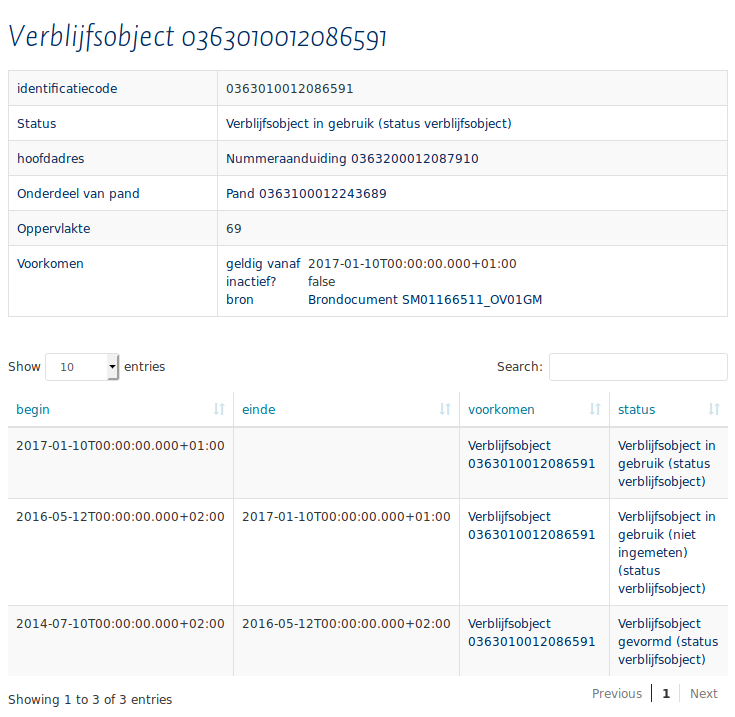 Verblijfsobject 0363010012086591
identificatiecode 0363010012086591
Status Verblijfsobject in gebruik (status verblijfsobject)
hoofdadres Nummeraanduiding 0363200012087910
Onderdeel van pand Pand 0363100012243689
Oppervlakte 69
Voorkomen geldig vanaf 2017-01-10T00:00:00.000+01:00
inactief? false
bron Brondocument SM01166511_OV01GM
Show 10 entries Search:
begin einde voorkomen status
2017-01-10T00:00:00.000+01:00 Verblijfsobject Verblijfsobject in
0363010012086591 gebruik (status
verblijfsobject)
2016-05-12T00:00:00.000+02:00 2017-01-10T00:00:00.000+01:00 Verblijfsobject Verblijfsobject in
0363010012086591 gebruik (niet
ingemeten)
(status
verblijfsobject)
2014-07-10T00:00:00.000+02:00 2016-05-12T00:00:00.000+02:00 Verblijfsobject Verblijfsobject
0363010012086591 gevormd (status
verblijfsobject)
Showing 1 to 3 of 3 entries Previous 1 Next